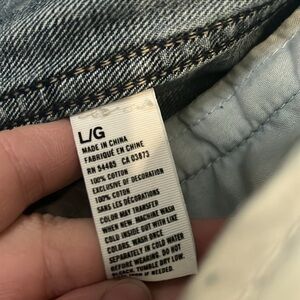 L/G
MADE IN CHINA
FABRIQUÉ EN CHINE
RN 54485 CA 03873
100% COTTON
EXCLUSIVE OF DECORATION
100% COTON
SANS LES DÉCORATIONS
COLOR MAY TRANSFER
WHEN NEW. MACHINE WASH
COLD INSIDE OUT WITH LIKE
COLORS. WASH ONCE
SEPARATELY IN COLD WATER
BEFORE WEARING. DO NOT
BLEACH. TUMBLE DRY LOW.
IF NEEDED.